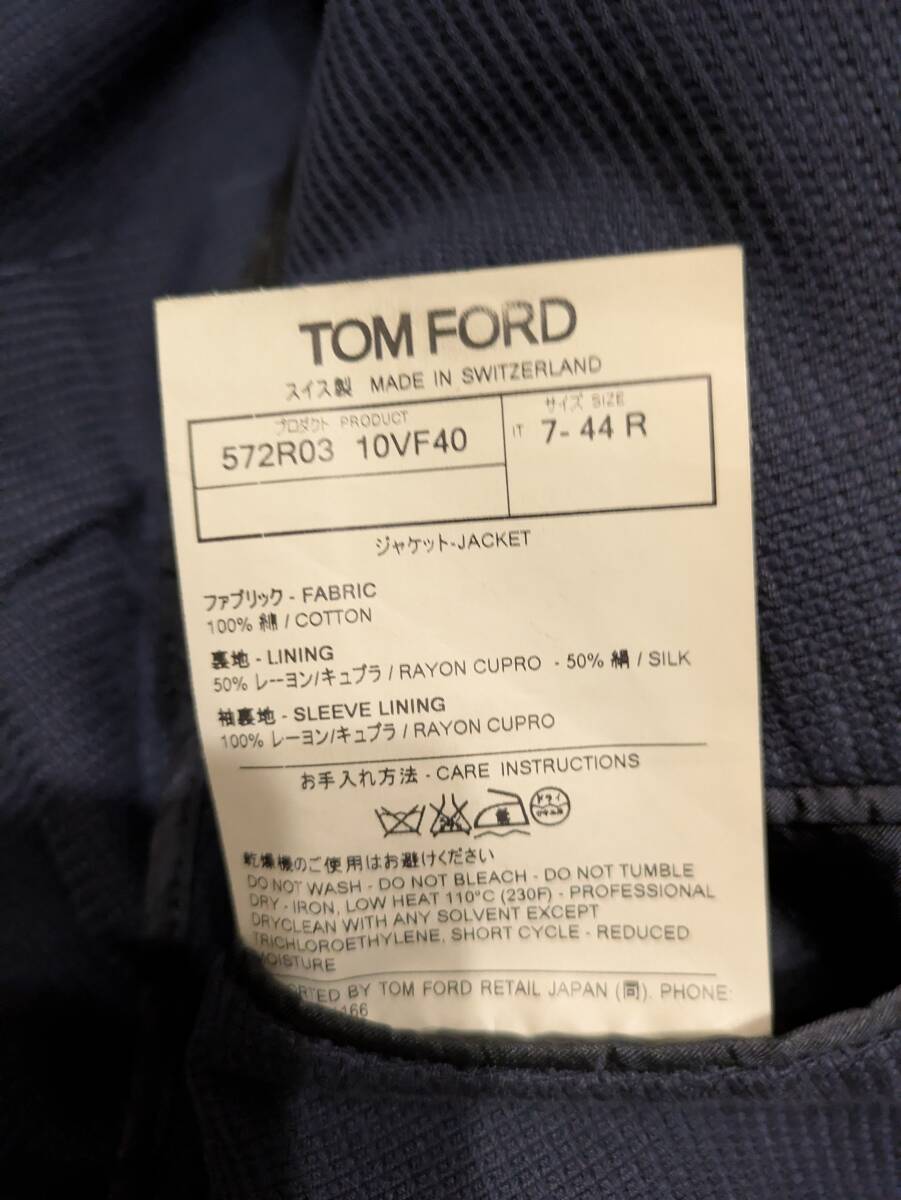 TOM FORD
スイス製 MADE IN SWITZERLAND
プロダクト PRODUCT
572R03 10VF40
サイズ SIZE
IT 7- 44 R
ジャケット-JACKET
ファブリック - FABRIC
100% 綿 / COTTON
裏地 - LINING
50% レーヨン/キュプラ / RAYON CUPRO - 50% 絹 / SILK
袖裏地 - SLEEVE LINING
100% レーヨン/キュプラ / RAYON CUPRO
お手入れ方法 - CARE INSTRUCTIONS
ドライ
乾燥機のご使用はお避けください
DO NOT WASH - DO NOT BLEACH - DO NOT TUMBLE
DRY - IRON, LOW HEAT 110°C (230F) - PROFESSIONAL
DRYCLEAN WITH ANY SOLVENT EXCEPT
TRICHLOROETHYLENE, SHORT CYCLE - REDUCED
MOISTURE
ORTED BY TOM FORD RETAIL JAPAN (同). PHONE:
166